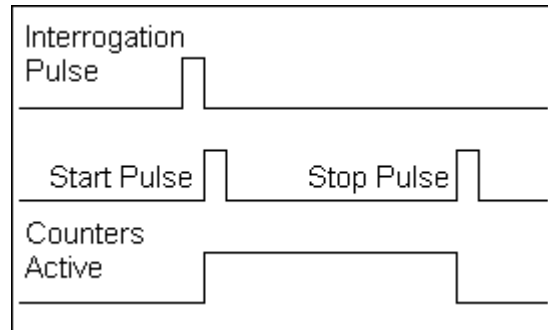 Interrogation
Pulse
Start Pulse
Stop Pulse
Counters
Active